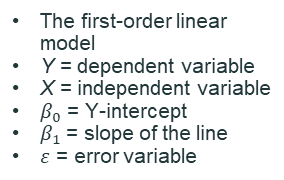 • The first-order linear
model
• Y = dependent variable
• X = independent variable
• β₀ = Y-intercept
• β₁ = slope of the line
• ε = error variable